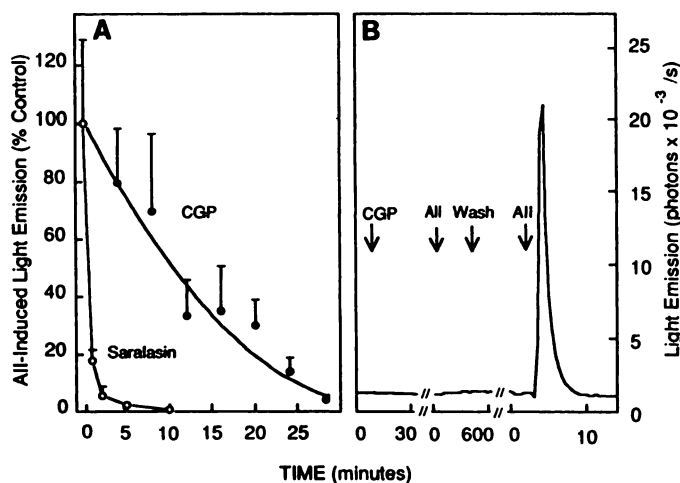 A
B
AII-Induced Light Emission (% Control)
120
100
80
60
40
20
0
CGP
Saralasin
0 5 10 15 20 25
CGP
AII
Wash
AII
0 30 0 600 0 10
25
20
15
10
5
0
Light Emission (photons x 10 -3 /s)
TIME (minutes)